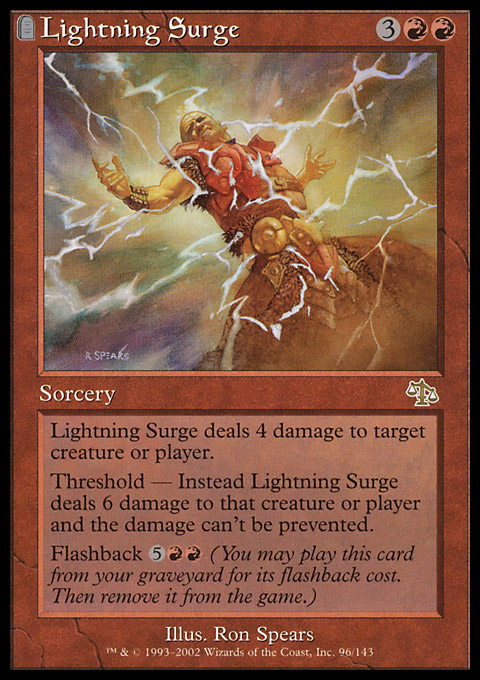 Lightning Surge 3
R SPEARS
Sorcery
Lightning Surge deals 4 damage to target
creature or player.
Threshold — Instead Lightning Surge
deals 6 damage to that creature or player
and the damage can't be prevented.
Flashback 5 (You may play this card
from your graveyard for its flashback cost.
Then remove it from the game.)
Illus. Ron Spears
™ & © 1993-2002 Wizards of the Coast, Inc. 96/143